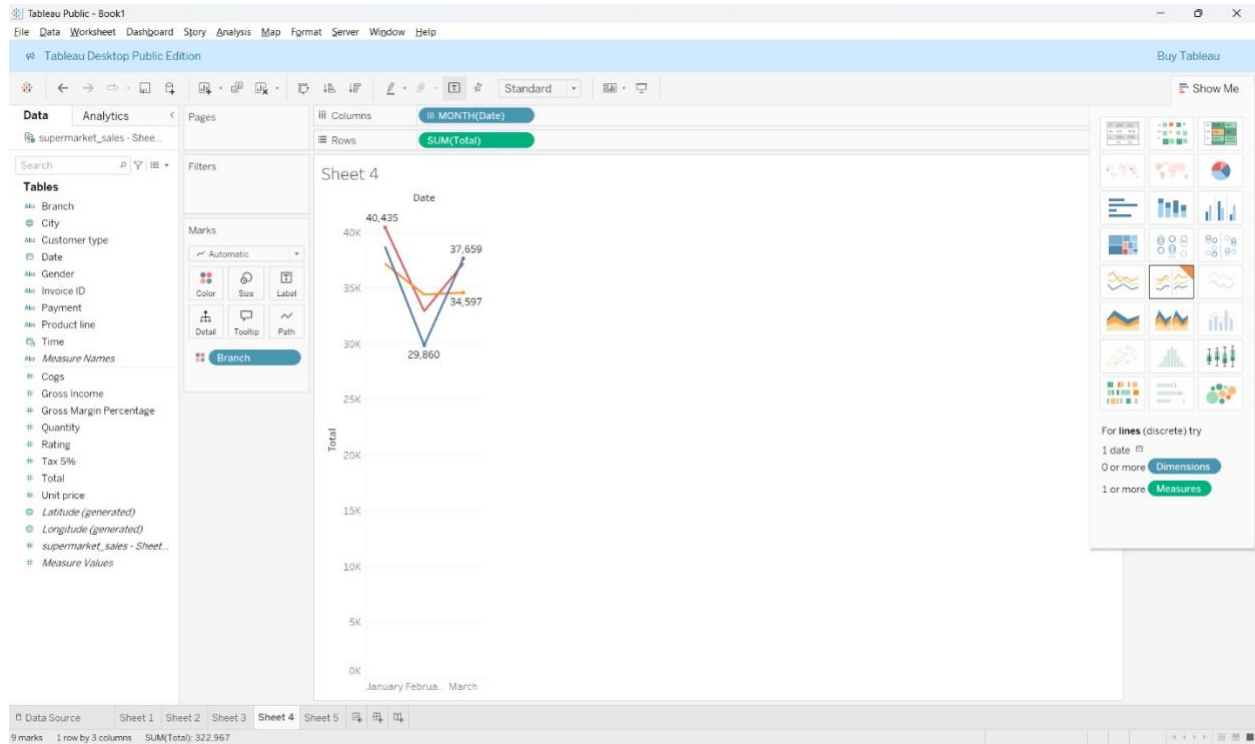 Tableau Public - Book1
File Data Worksheet Dashboard Story Analysis Map Format Server Window Help
Tableau Desktop Public Edition
Buy Tableau
Standard
Show Me
Data Analytics
supermarket_sales - Shee...
Search
Tables
Abc Branch
City
Abc Customer type
Date
Abc Gender
Abc Invoice ID
Abc Payment
Abc Product line
Time
Abc Measure Names
# Cogs
# Gross Income
# Gross Margin Percentage
# Quantity
# Rating
# Tax 5%
# Total
# Unit price
Latitude (generated)
Longitude (generated)
# supermarket_sales - Sheet...
# Measure Values
Pages
Filters
Marks
Automatic
Color Size Label
Detail Tooltip Path
Branch
Columns MONTH(Date)
Rows SUM(Total)
Sheet 4
Date
40,435
40K
37,659
35K
34,597
30K
29,860
25K
Total
20K
15K
10K
5K
0K
January Februa.. March
For lines (discrete) try
1 date
0 or more Dimensions
1 or more Measures
Data Source Sheet 1 Sheet 2 Sheet 3 Sheet 4 Sheet 5
9 marks 1 row by 3 columns SUM(Total): 322,967